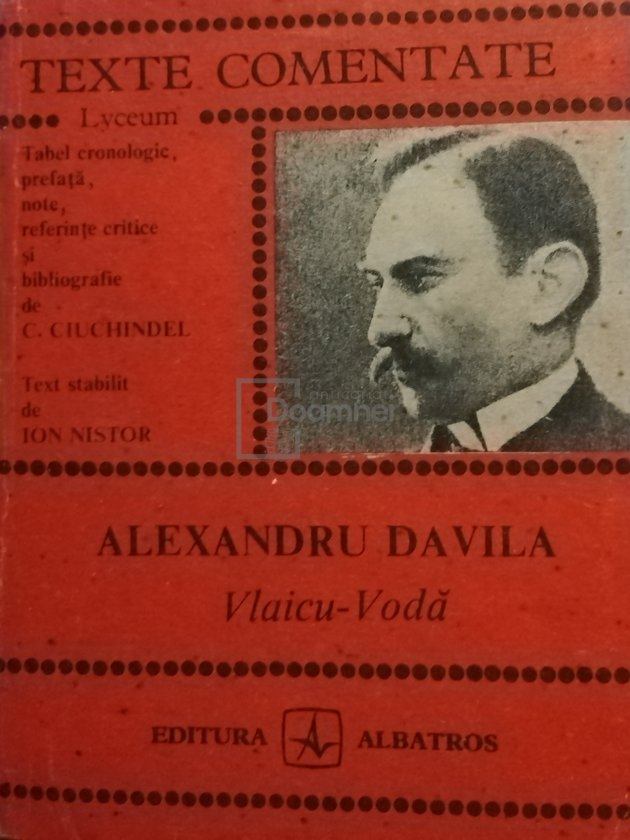 TEXTE COMENTATE
Lyceum
Tabel cronologic,
prefață,
note,
referințe critice
și
bibliografie
de
C. CIUCHINDEL
Text stabilit
de
ION NISTOR
anticariat
Doamnei
ALEXANDRU DAVILA
Vlaicu-Vodă
EDITURA ALBATROS